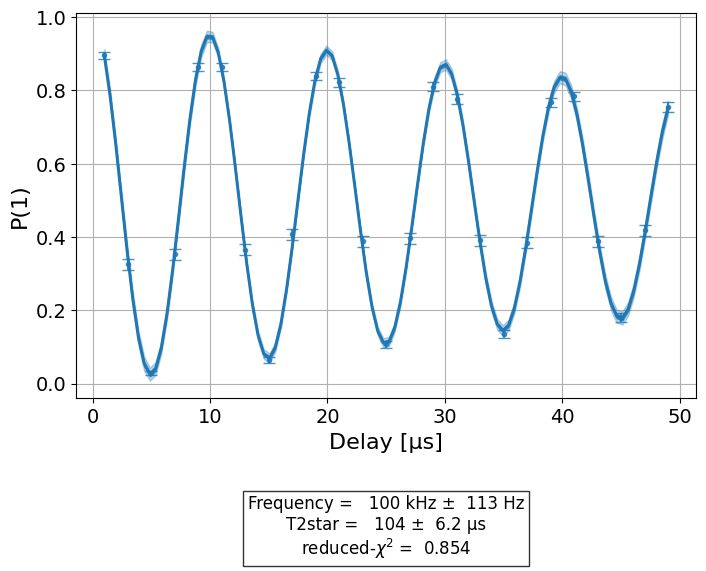 1.0
0.8
0.6
0.4
0.2
0.0
P(1)
0 10 20 30 40 50
Delay [µs]
Frequency = 100 kHz ± 113 Hz
T2star = 104 ± 6.2 µs
reduced-χ² = 0.854